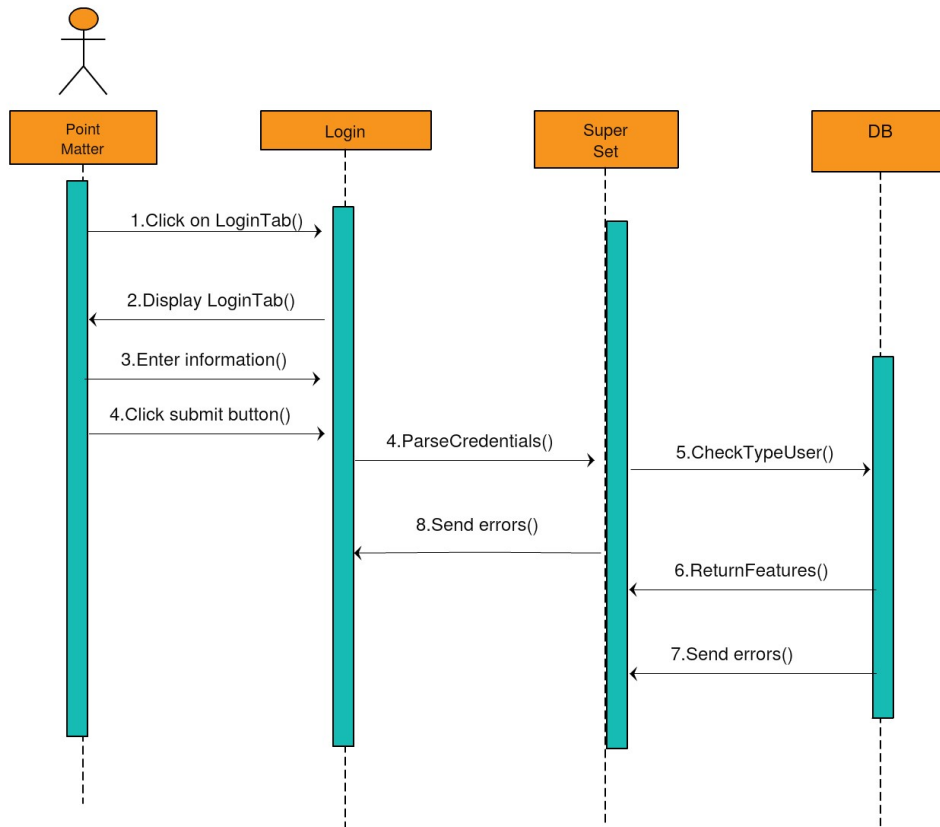 Point
Matter
Login
Super
Set
DB
1.Click on LoginTab()
2.Display LoginTab()
3.Enter information()
4.Click submit button()
4.ParseCredentials()
5.CheckTypeUser()
8.Send errors()
6.ReturnFeatures()
7.Send errors()